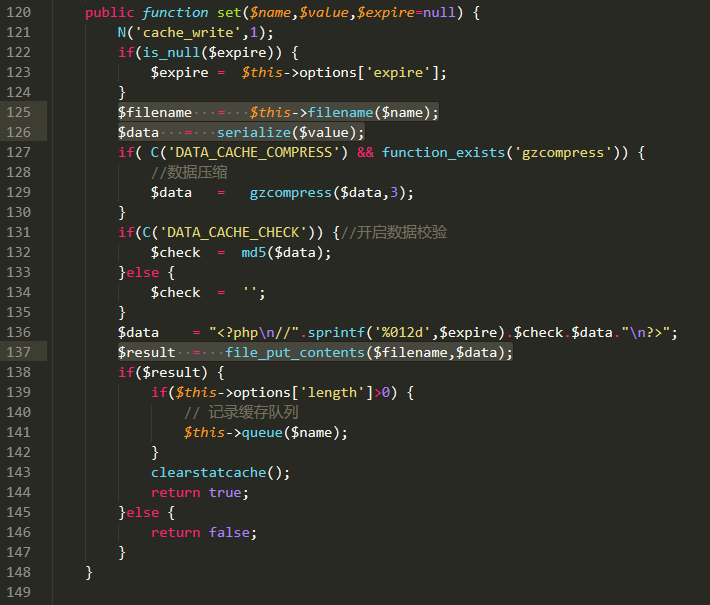 120 public function set($name,$value,$expire=null) {
121 N('cache_write',1);
122 if(is_null($expire)) {
123 $expire = $this->options['expire'];
124 }
125 $filename = $this->filename($name);
126 $data = serialize($value);
127 if( C('DATA_CACHE_COMPRESS') && function_exists('gzcompress')) {
128 //数据压缩
129 $data = gzcompress($data,3);
130 }
131 if(C('DATA_CACHE_CHECK')) {//开启数据校验
132 $check = md5($data);
133 }else {
134 $check = '';
135 }
136 $data = "<?php\n//".sprintf('%012d',$expire).$check.$data."\n?>";
137 $result = file_put_contents($filename,$data);
138 if($result) {
139 if($this->options['length']>0) {
140 // 记录缓存队列
141 $this->queue($name);
142 }
143 clearstatcache();
144 return true;
145 }else {
146 return false;
147 }
148 }
149